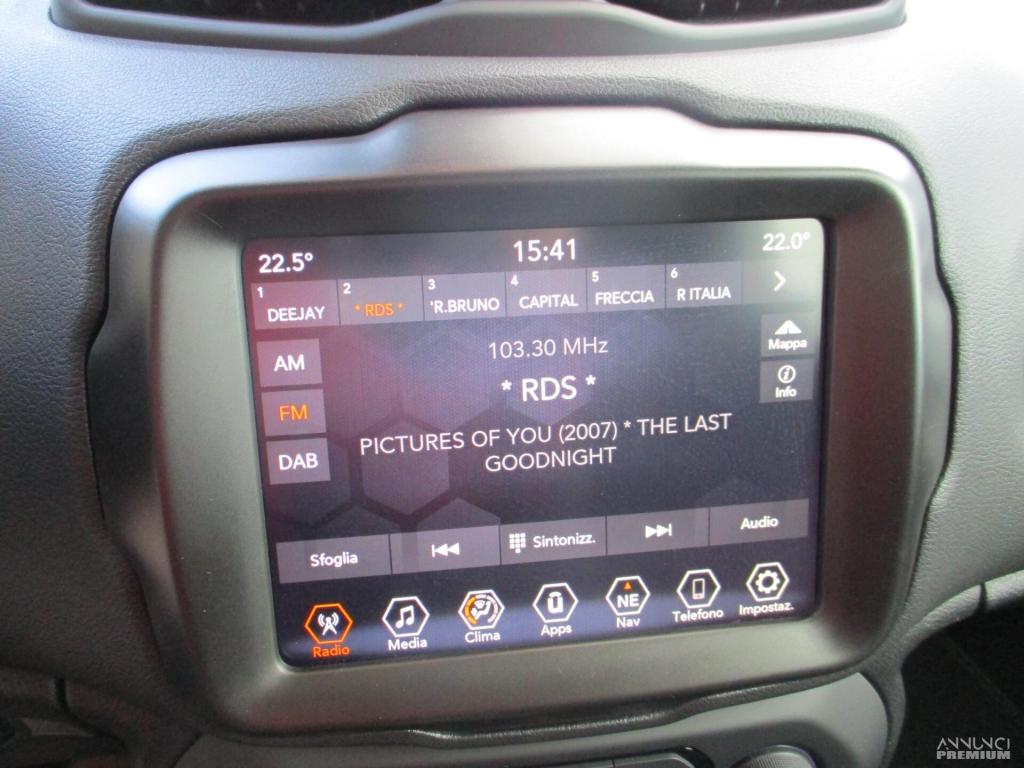 22.5° 15:41 22.0°
1 DEEJAY 2 * RDS * 3 'R.BRUNO 4 CAPITAL 5 FRECCIA 6 R ITALIA
AM 103.30 MHz Mappa
FM * RDS * Info
PICTURES OF YOU (2007) * THE LAST
DAB GOODNIGHT
Sfoglia Sintonizz. Audio
Radio Media Clima Apps NE Nav Telefono Impostaz.
ANNUNCI
PREMIUM